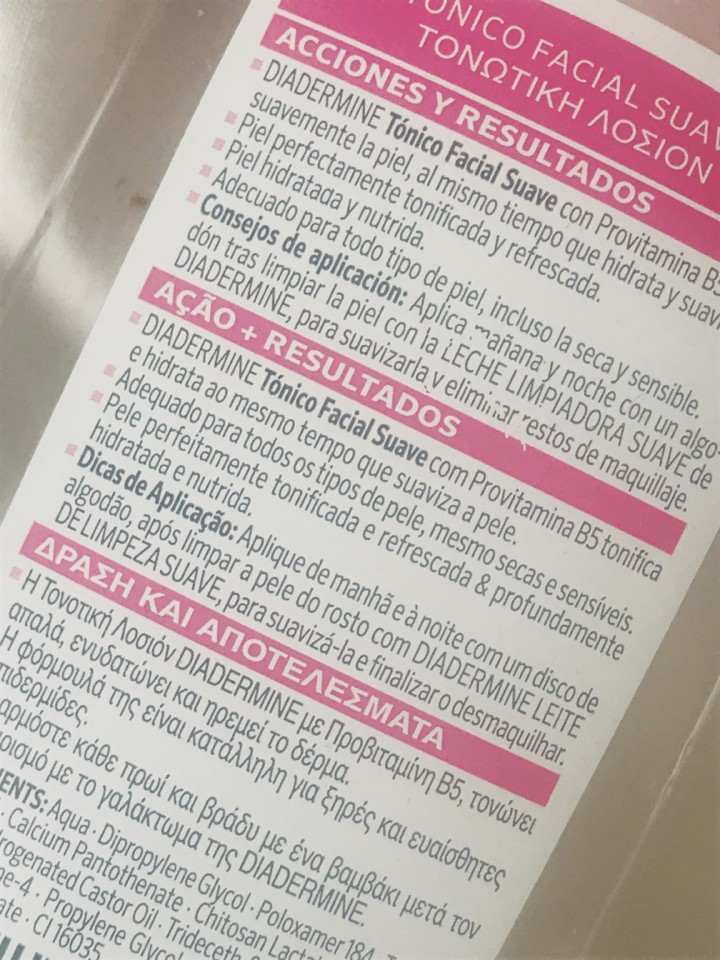 TÓNICO FACIAL SUAV
ΤΟΝΩΤΙΚΗ ΛΟΣΙΟΝ
ACCIONES Y RESULTADOS
DIADERMINE Tónico Facial Suave con Provitamina B5
suavemente la piel, al mismo tiempo que hidrata y suav
Piel perfectamente tonificada y refrescada.
Piel hidratada y nutrida.
Adecuado para todo tipo de piel, incluso la seca y sensible.
Consejos de aplicación: Aplica mañana y noche con un algo-
dón tras limpiar la piel con la LECHE LIMPIADORA SUAVE de
DIADERMINE, para suavizarla y eliminar restos de maquillaje.
AÇÃO + RESULTADOS
DIADERMINE Tónico Facial Suave com Provitamina B5 tonifica
e hidrata ao mesmo tempo que suaviza a pele.
Adequado para todos os tipos de pele, mesmo secas e sensíveis.
Pele perfeitamente tonificada e refrescada & profundamente
hidratada e nutrida.
Dicas de Aplicação: Aplique de manhã e à noite com um disco de
algodão, após limpar a pele do rosto com DIADERMINE LEITE
DE LIMPEZA SUAVE, para suavizá-la e finalizar o desmaquilhar.
ΔΡΑΣΗ ΚΑΙ ΑΠΟΤΕΛΕΣΜΑΤΑ
Η Τονοτική Λοσιόν DIADERMINE με Προβιταμίνη B5, τονώνει
απαλά, ενυδατώνει και ηρεμεί το δέρμα.
Η φόρμουλά της είναι κατάλληλη για ξηρές και ευαίσθητες
πιδερμίδες.
αρμόστε κάθε πρωί και βράδυ με ένα βαμβάκι μετά τον
ρισμό με το γαλάκτωμα της DIADERMINE.
ENTS: Aqua · Dipropylene Glycol · Poloxamer 184
Calcium Pantothenate · Chitosan Lacta
rogenated Castor Oil · Trideceth
ne-4 · Propylene Glyco
ate · CI 16035